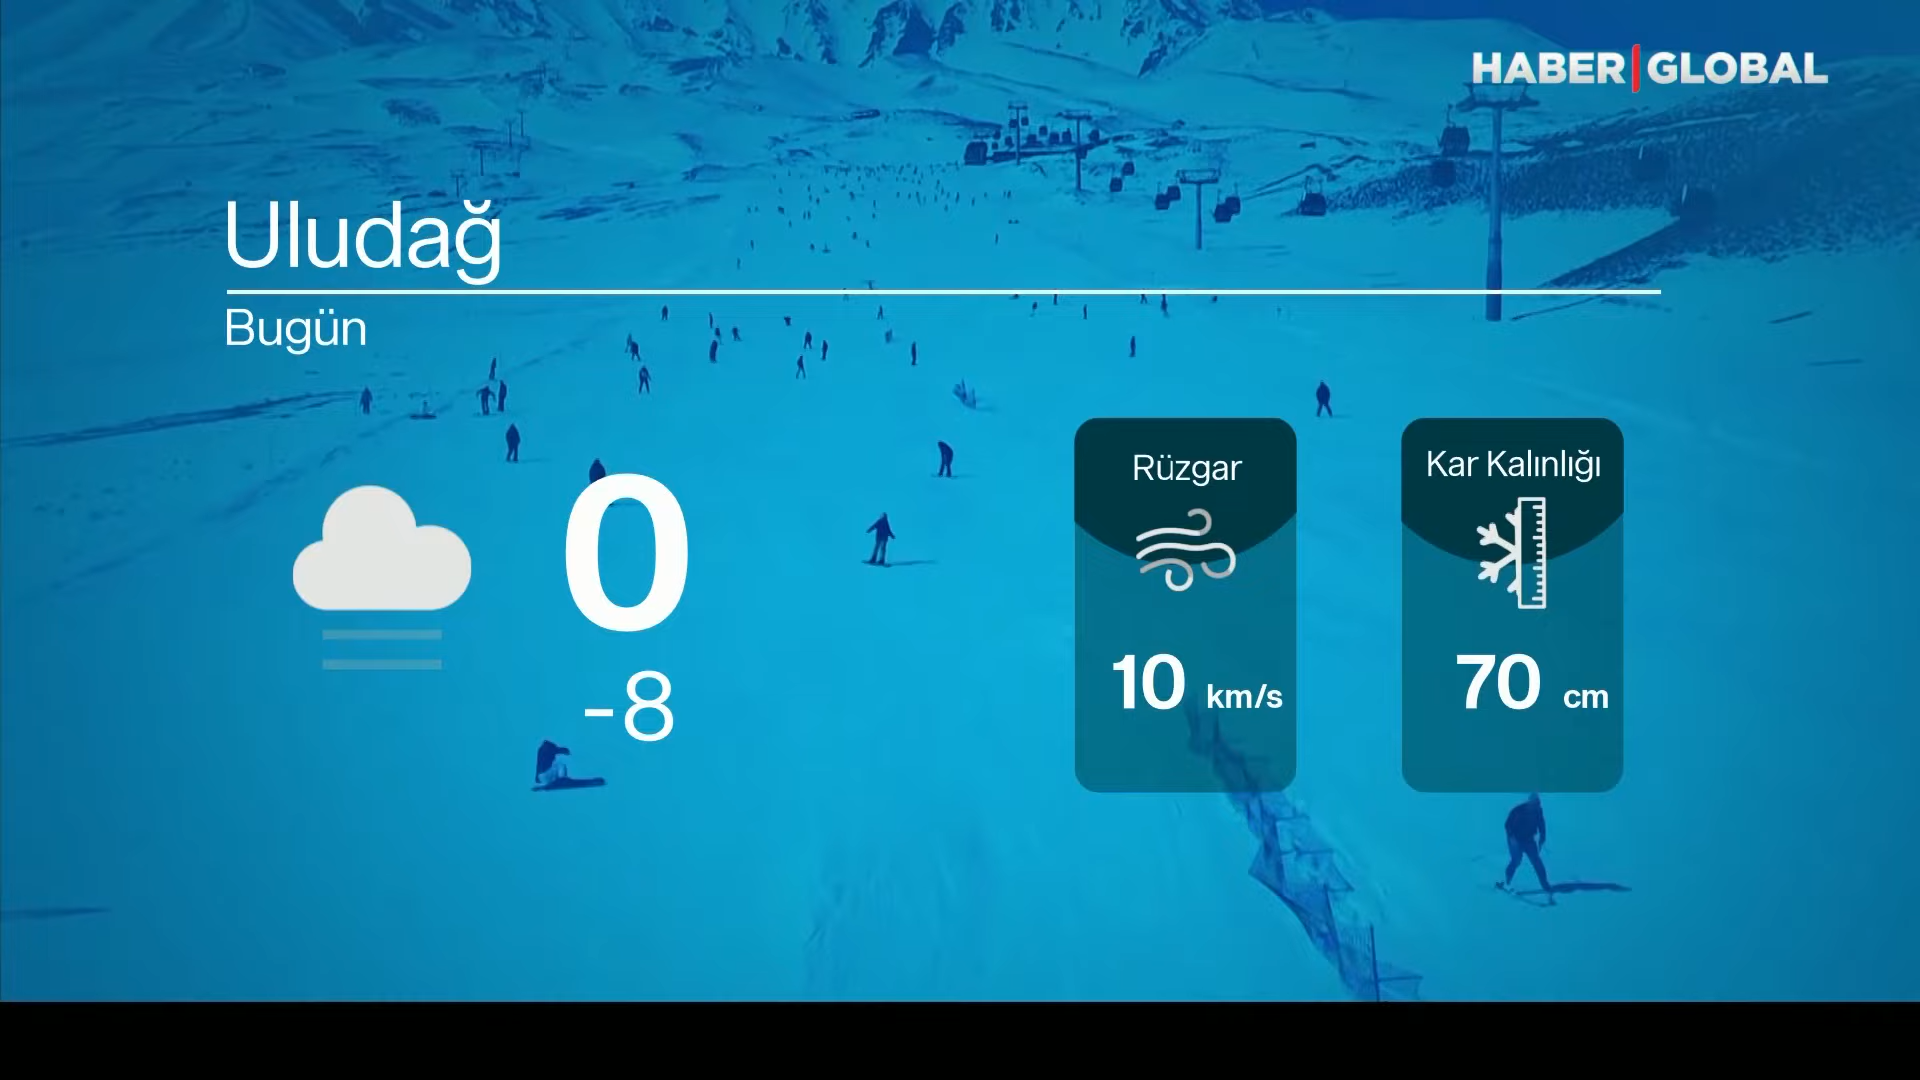 HABER GLOBAL
Uludağ
Bugün
0
-8
Rüzgar
10 km/s
Kar Kalınlığı
70 cm